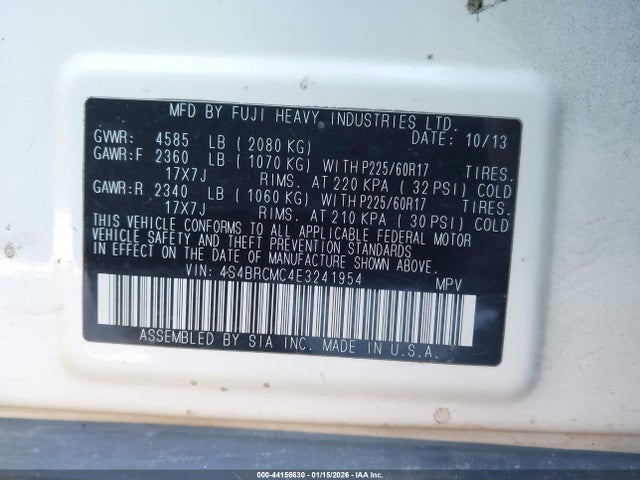 MFD BY FUJI HEAVY INDUSTRIES LTD.
GVWR: 4585 LB ( 2080 KG) DATE: 10/13
GAWR:F 2360 LB ( 1070 KG) WITH P225/60R17 TIRES.
17X7J RIMS. AT 220 KPA ( 32 PSI) COLD
GAWR:R 2340 LB ( 1060 KG) WITH P225/60R17 TIRES.
17X7J RIMS. AT 210 KPA ( 30 PSI) COLD
THIS VEHICLE CONFORMS TO ALL APPLICABLE FEDERAL MOTOR
VEHICLE SAFETY AND THEFT PREVENTION STANDARDS
IN EFFECT ON THE DATE OF MANUFACTURE SHOWN ABOVE.
VIN: 4S4BRCMC4E3241954 MPV
ASSEMBLED BY SIA INC. MADE IN U.S.A.
000-44156630 - 01/15/2026 - IAA Inc.